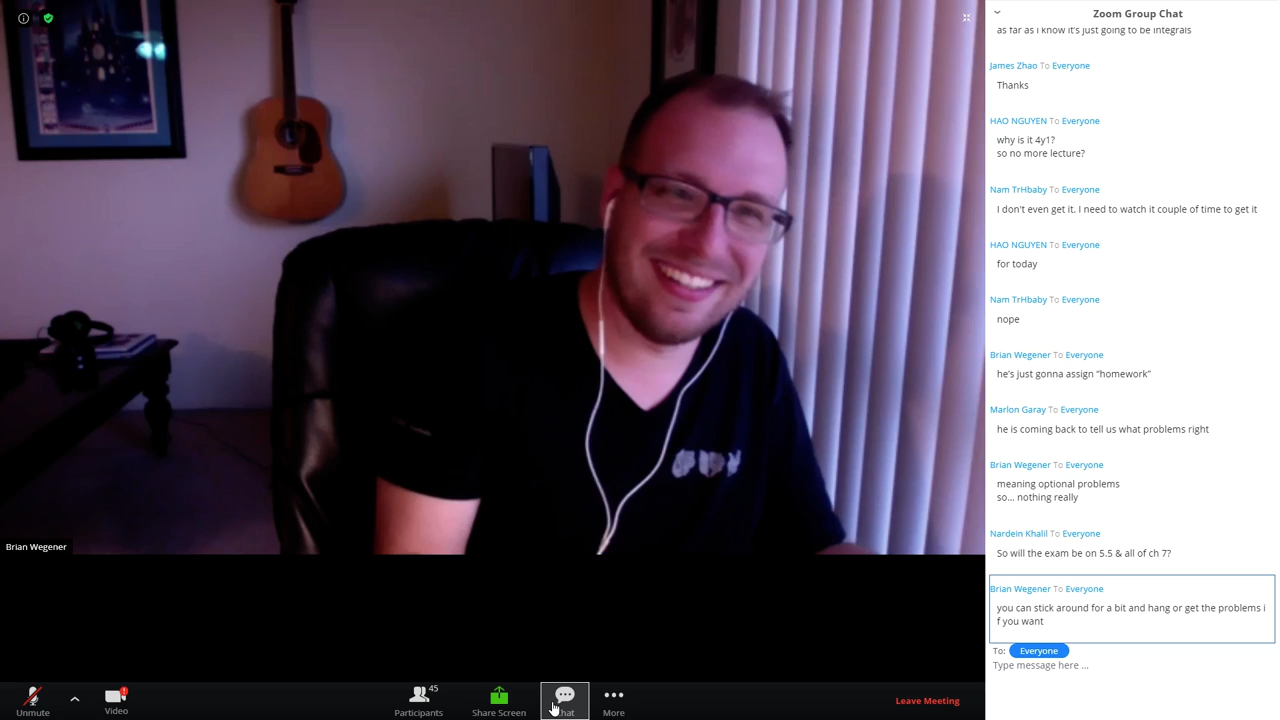 Zoom Group Chat
as far as i know it's just going to be integrals
James Zhao To Everyone
Thanks
HAO NGUYEN To Everyone
why is it 4y1?
so no more lecture?
Nam TrHbaby To Everyone
I don't even get it. I need to watch it couple of time to get it
HAO NGUYEN To Everyone
for today
Nam TrHbaby To Everyone
nope
Brian Wegener To Everyone
he's just gonna assign “homework”
Marlon Garay To Everyone
he is coming back to tell us what problems right
Brian Wegener To Everyone
meaning optional problems
so... nothing really
Nardein Khalil To Everyone
So will the exam be on 5.5 & all of ch 7?
Brian Wegener To Everyone
you can stick around for a bit and hang or get the problems i
f you want
To: Everyone
Type message here ...
Brian Wegener
Unmute
Video
45
Participants
Share Screen
Chat
More
Leave Meeting